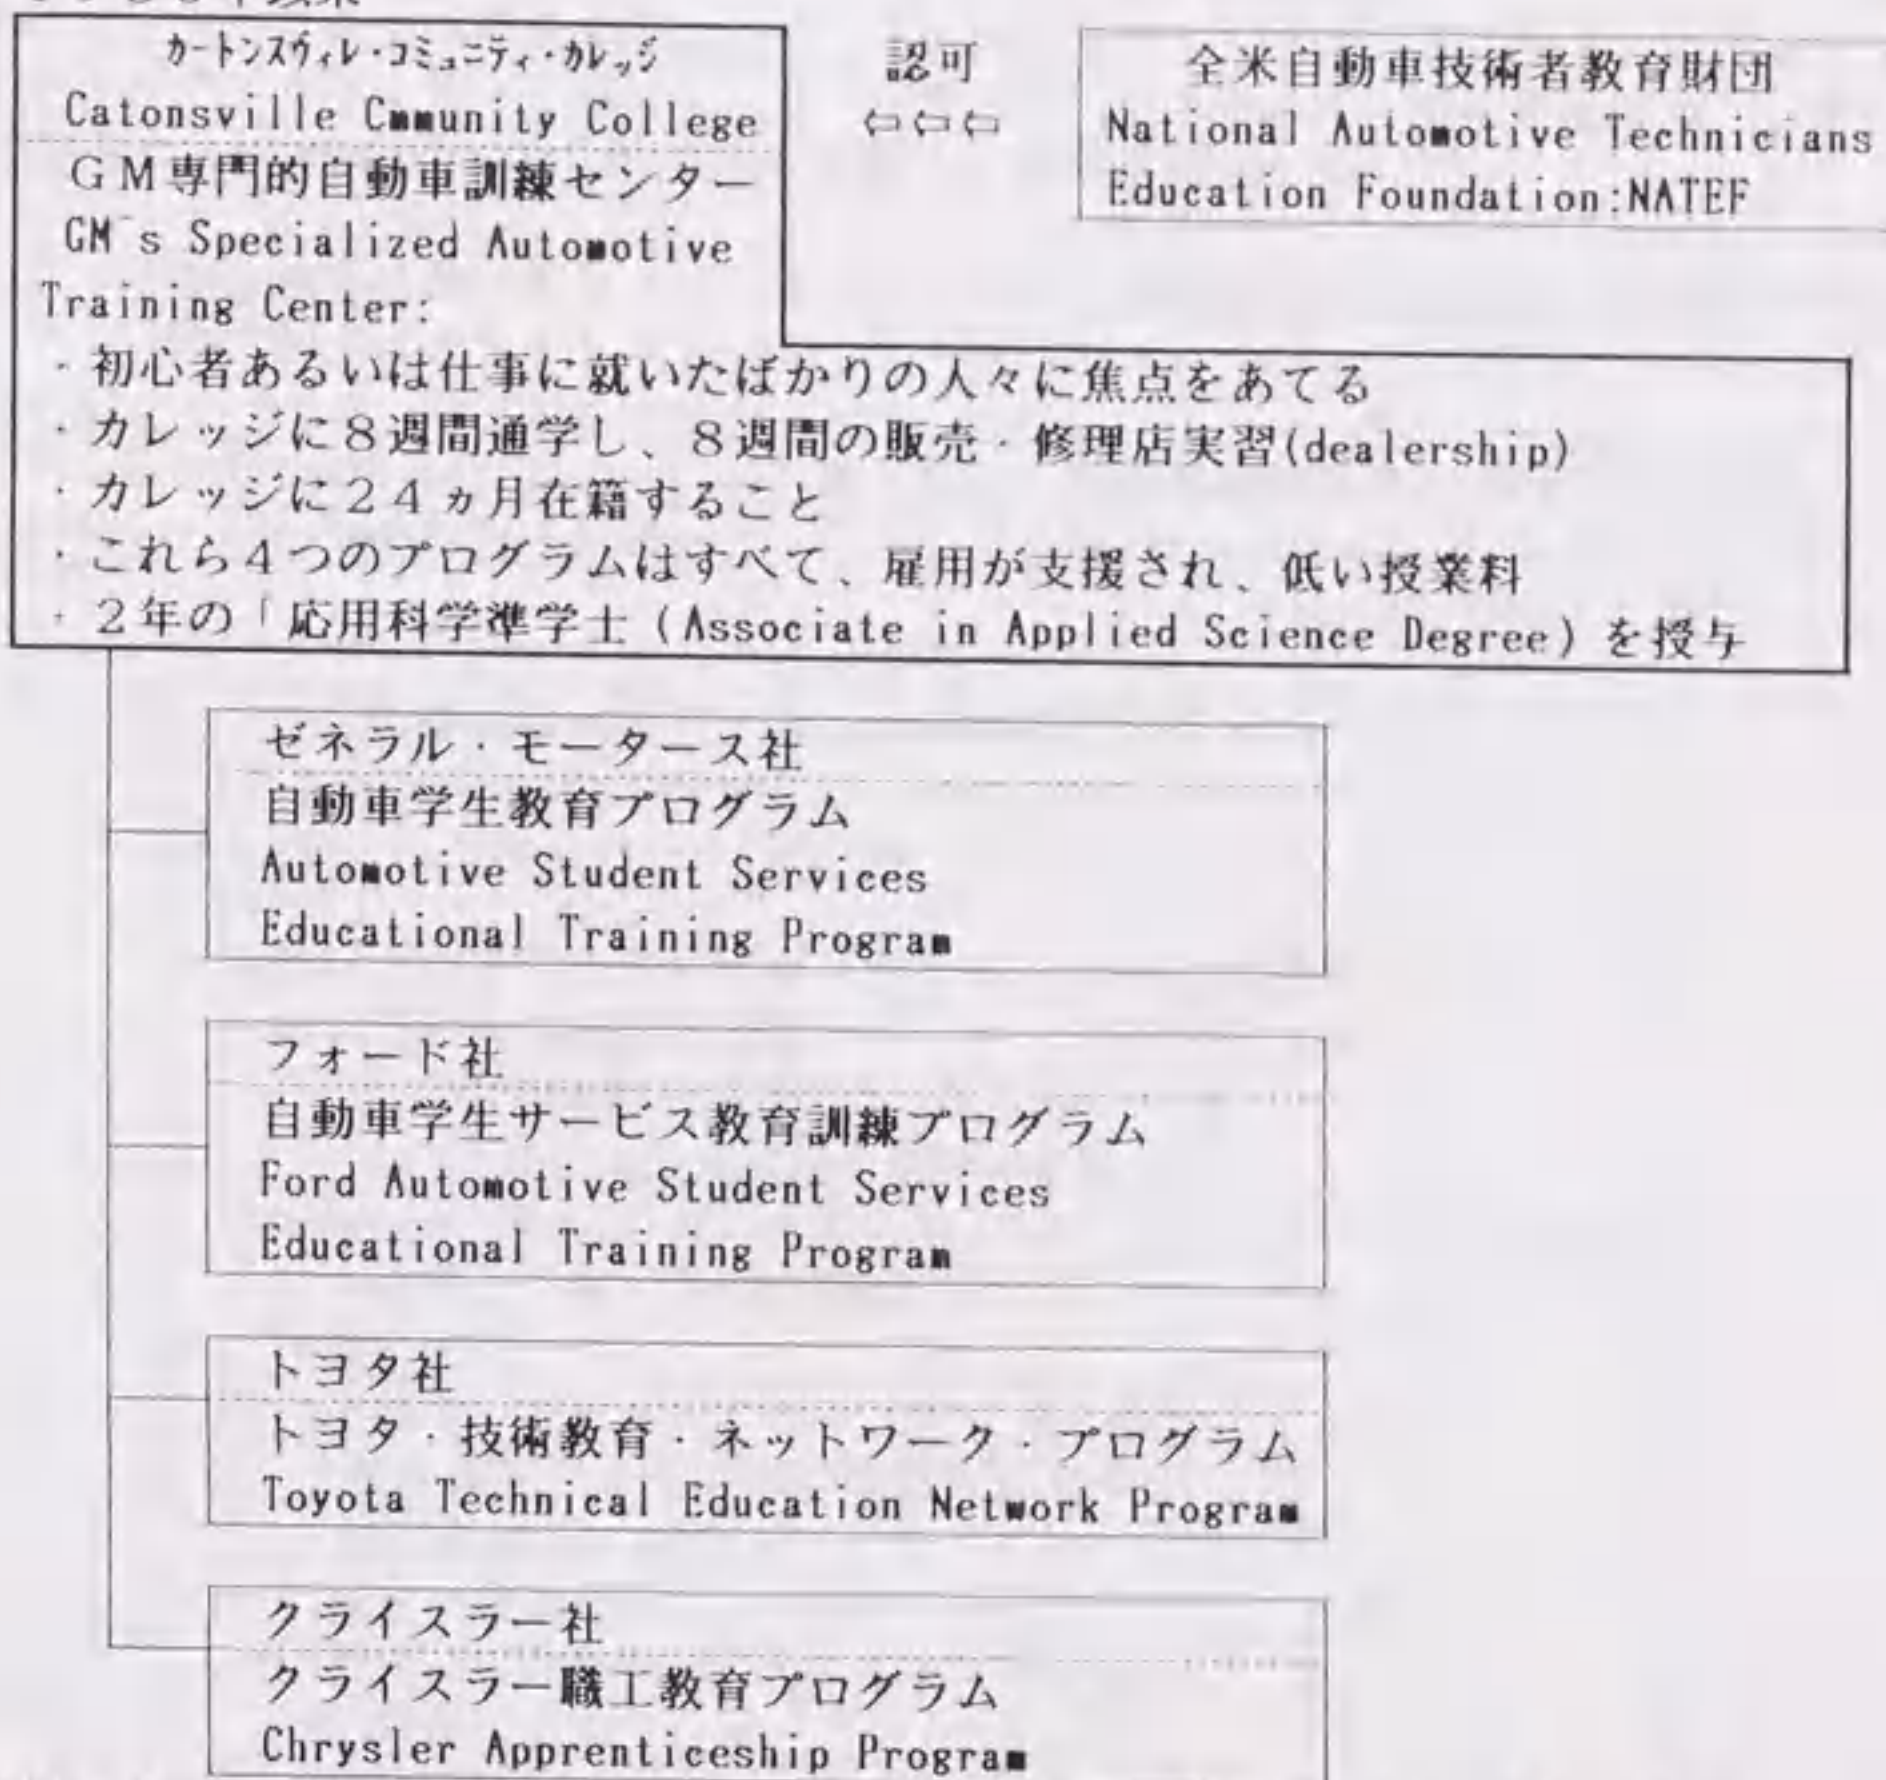 カートンスヴィレ・コミュニティ・カレッジ
Catonsville Cmmunity College
ＧＭ専門的自動車訓練センター
GM´s Specialized Automotive
Training Center:
認可
⇦⇦⇦
全米自動車技術者教育財団
National Automotive Technicians
Education Foundation:NATEF
・初心者あるいは仕事に就いたばかりの人々に焦点をあてる
・カレッジに８週間通学し、８週間の販売・修理店実習(dealership)
・カレッジに２４ヵ月在籍すること
・これら４つのプログラムはすべて、雇用が支援され、低い授業料
・２年の「応用科学準学士 (Associate in Applied Science Degree) を授与
ゼネラル・モータース社
自動車学生教育プログラム
Automotive Student Services
Educational Training Program
フォード社
自動車学生サービス教育訓練プログラム
Ford Automotive Student Services
Educational Training Program
トヨタ社
トヨタ・技術教育・ネットワーク・プログラム
Toyota Technical Education Network Program
クライスラー社
クライスラー職工教育プログラム
Chrysler Apprenticeship Program